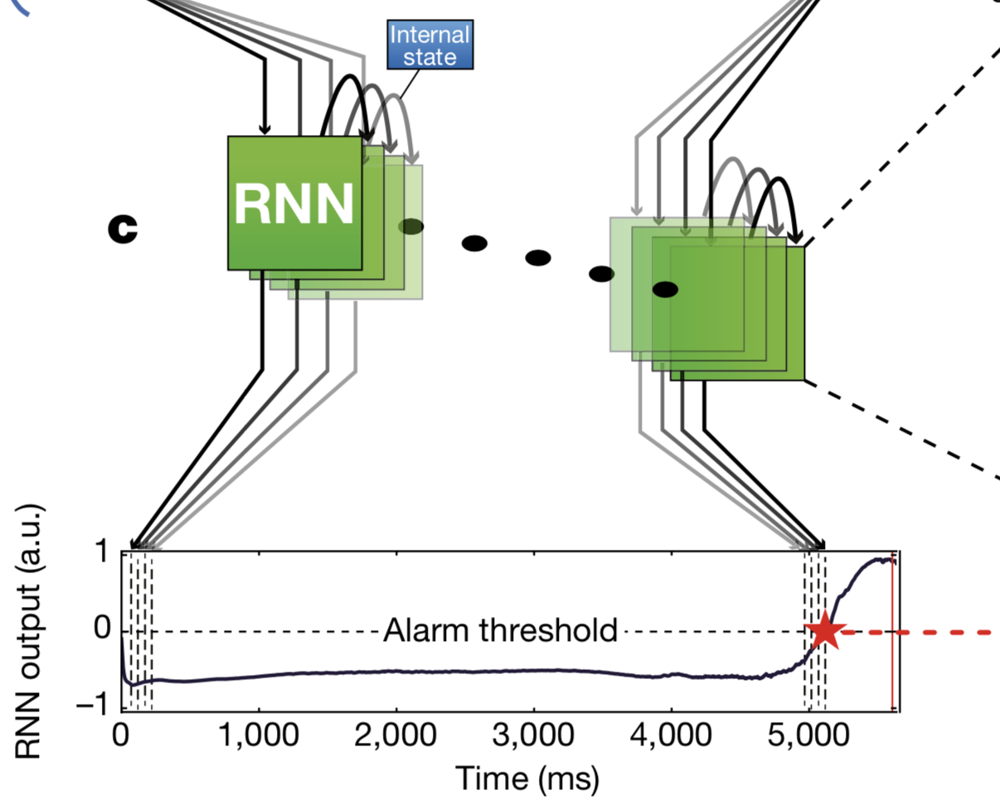 Internal
state
RNN
c
RNN output (a.u.)
1
0
−1
Alarm threshold
0
1,000
2,000
3,000
4,000
5,000
Time (ms)